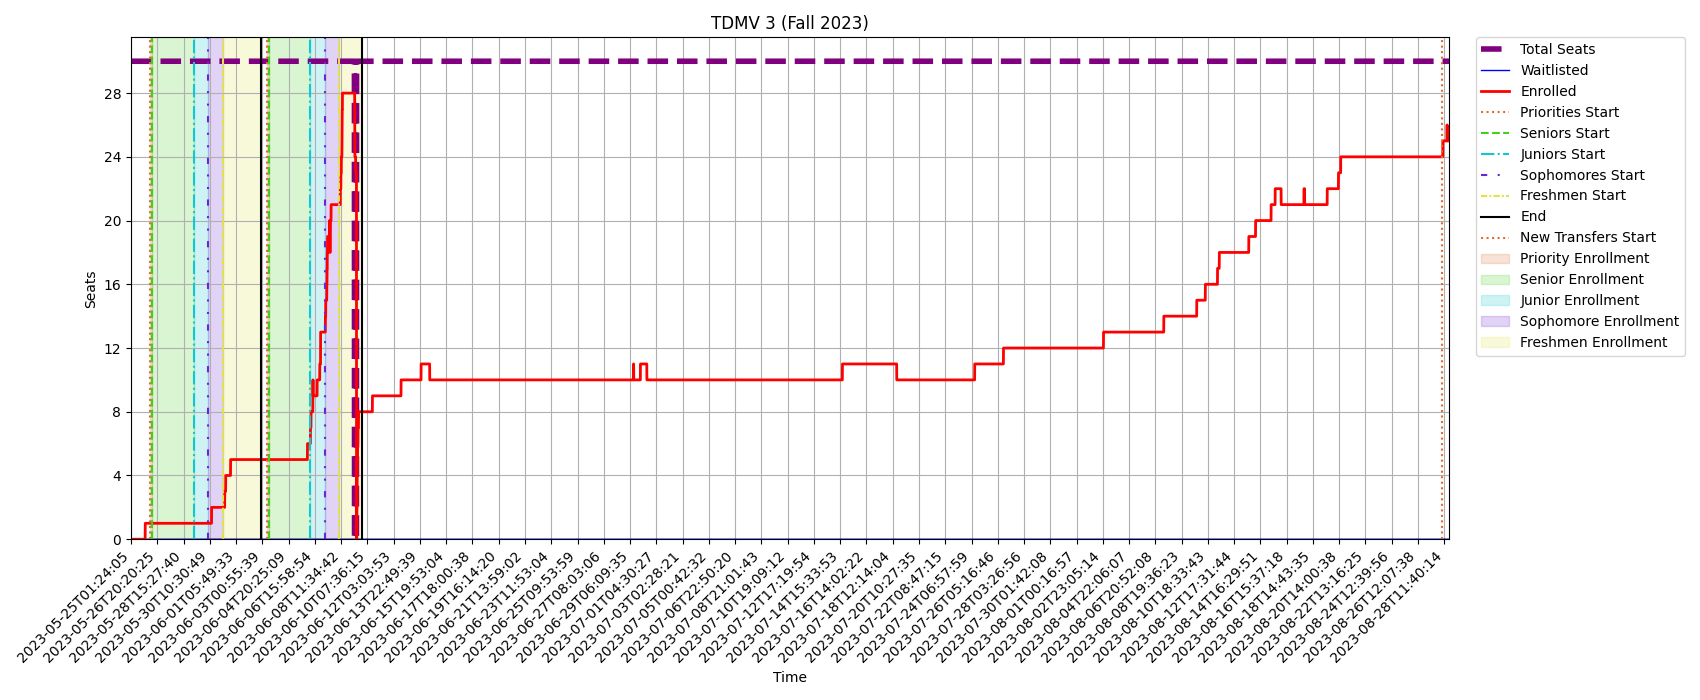 TDMV 3 (Fall 2023)
Seats
28
24
20
16
12
8
4
0
2023-05-25T01:24:05
2023-05-26T20:20:25
2023-05-28T15:27:40
2023-05-30T10:30:49
2023-06-01T05:49:33
2023-06-03T00:55:39
2023-06-04T20:25:09
2023-06-06T15:58:54
2023-06-08T11:34:42
2023-06-10T07:36:15
2023-06-12T03:03:53
2023-06-13T22:49:39
2023-06-15T19:53:04
2023-06-17T18:00:38
2023-06-19T16:14:20
2023-06-21T13:59:02
2023-06-23T11:53:04
2023-06-25T09:53:59
2023-06-27T08:03:06
2023-06-29T06:09:35
2023-07-01T04:30:27
2023-07-03T02:28:21
2023-07-05T00:42:32
2023-07-06T22:50:20
2023-07-08T21:01:43
2023-07-10T19:09:12
2023-07-12T17:19:54
2023-07-14T15:33:53
2023-07-16T14:02:22
2023-07-18T12:14:04
2023-07-20T10:27:35
2023-07-22T08:47:15
2023-07-24T06:57:59
2023-07-26T05:16:46
2023-07-28T03:26:56
2023-07-30T01:42:08
2023-08-01T00:16:57
2023-08-02T23:05:14
2023-08-04T22:06:07
2023-08-06T20:52:08
2023-08-08T19:36:23
2023-08-10T18:33:43
2023-08-12T17:31:44
2023-08-14T16:29:51
2023-08-16T15:37:18
2023-08-18T14:43:35
2023-08-20T14:00:38
2023-08-22T13:16:25
2023-08-24T12:39:56
2023-08-26T12:07:38
2023-08-28T11:40:14
Time
Total Seats
Waitlisted
Enrolled
Priorities Start
Seniors Start
Juniors Start
Sophomores Start
Freshmen Start
End
New Transfers Start
Priority Enrollment
Senior Enrollment
Junior Enrollment
Sophomore Enrollment
Freshmen Enrollment